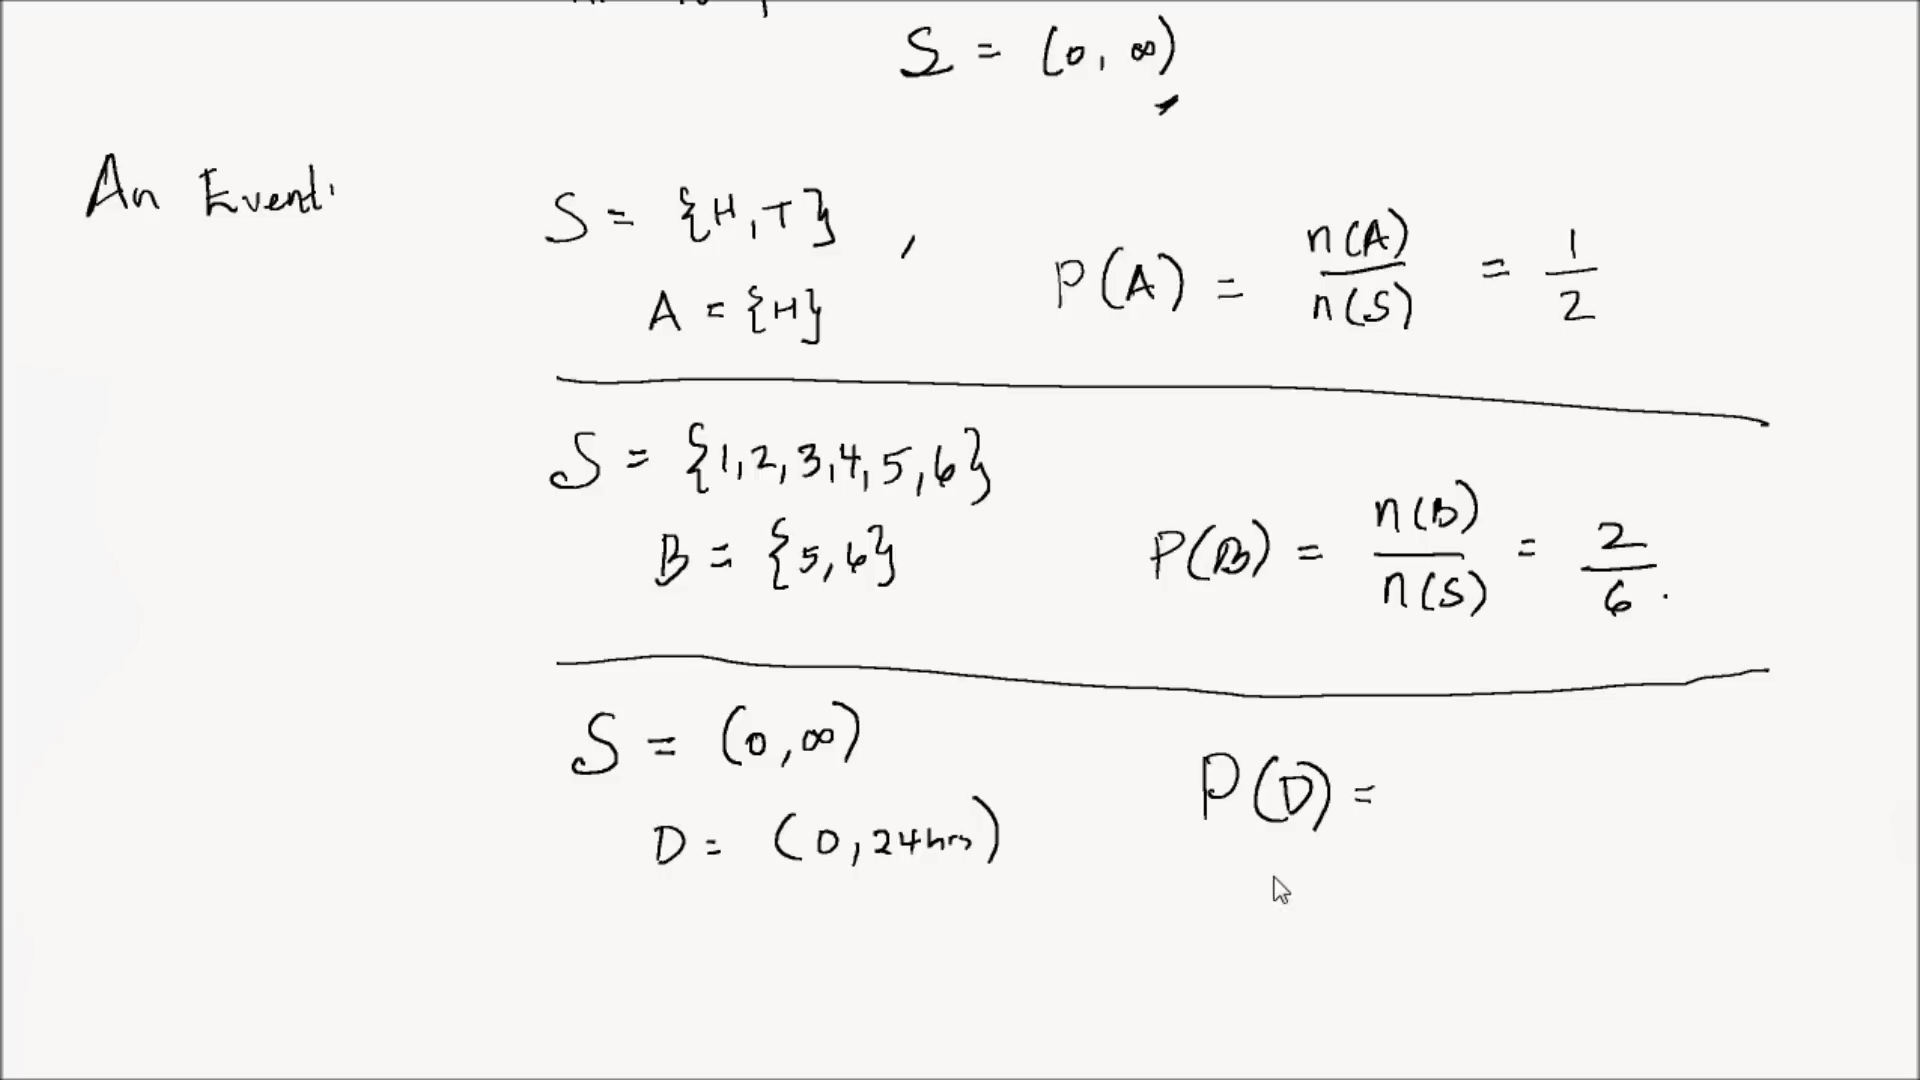 S = (0, ∞)
An Event:
S = {H, T} ,
A = {H}
P(A) = n(A)/n(S) = 1/2
S = {1,2,3,4,5,6}
B = {5,6}
P(B) = n(B)/n(S) = 2/6 .
S = (0,∞)
D = (0,24hrs)
P(D) =